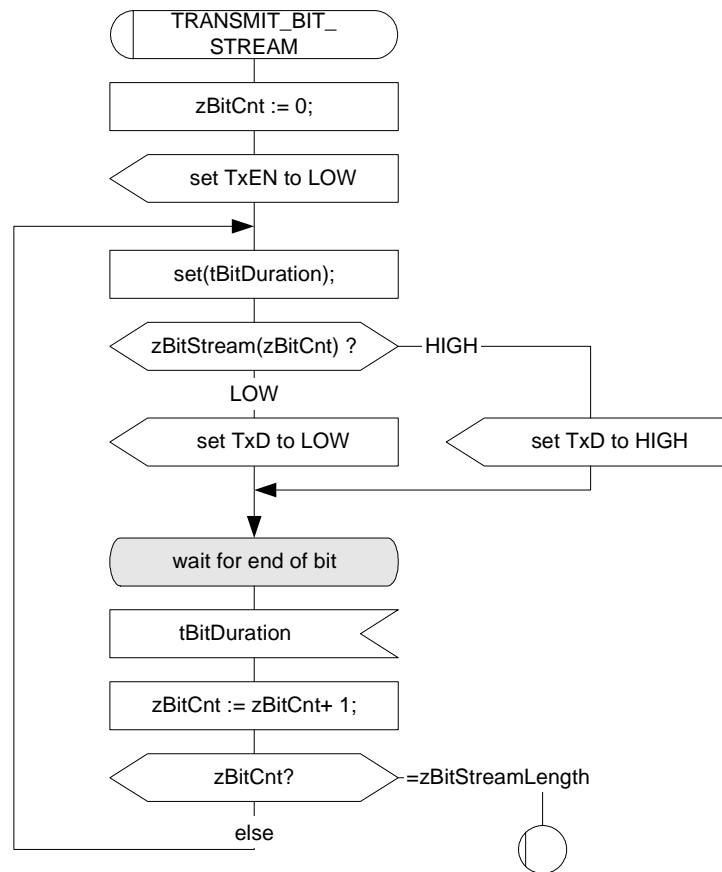 TRANSMIT_BIT_
STREAM
zBitCnt := 0;
set TxEN to LOW
set(tBitDuration);
zBitStream(zBitCnt) ?
HIGH
LOW
set TxD to LOW
set TxD to HIGH
wait for end of bit
tBitDuration
zBitCnt := zBitCnt+ 1;
zBitCnt?
=zBitStreamLength
else